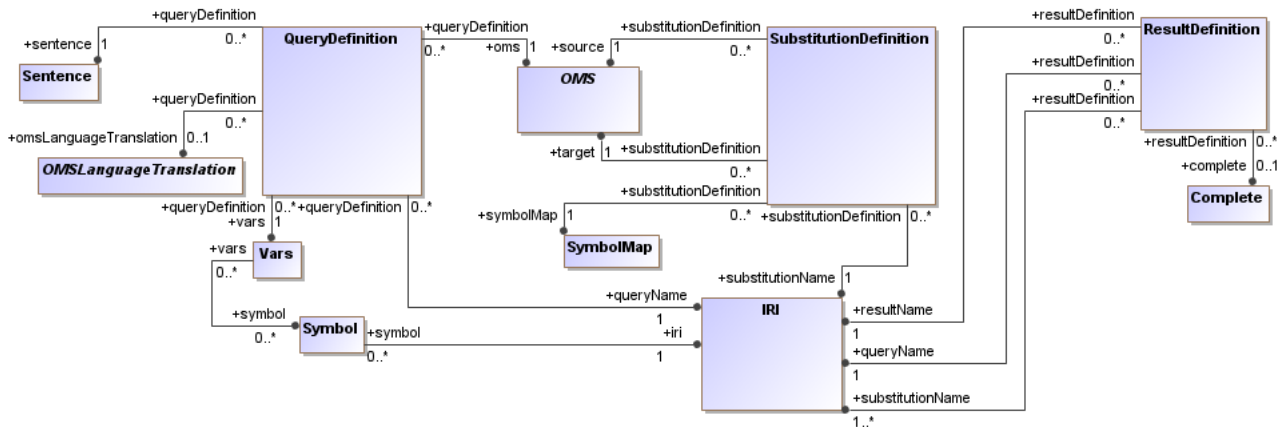 +queryDefinition
0..*
+sentence
1
Sentence
QueryDefinition
+queryDefinition
0..*
+oms
1
+source
1
+substitutionDefinition
0..*
OMS
SubstitutionDefinition
+resultDefinition
0..*
ResultDefinition
+resultDefinition
0..*
+resultDefinition
0..*
+queryDefinition
0..*
+omsLanguageTranslation
0..1
OMSLanguageTranslation
+target
1
+substitutionDefinition
0..*
+resultDefinition
0..*
+complete
0..1
Complete
+queryDefinition
0..*
+vars
1
+queryDefinition
0..*
+substitutionDefinition
0..*
+symbolMap
1
SymbolMap
+substitutionDefinition
0..*
+vars
0..*
Vars
+substitutionName
1
+queryName
1
IRI
+resultName
1
+symbol
0..*
Symbol
+symbol
0..*
+iri
1
+queryName
1
+substitutionName
1..*